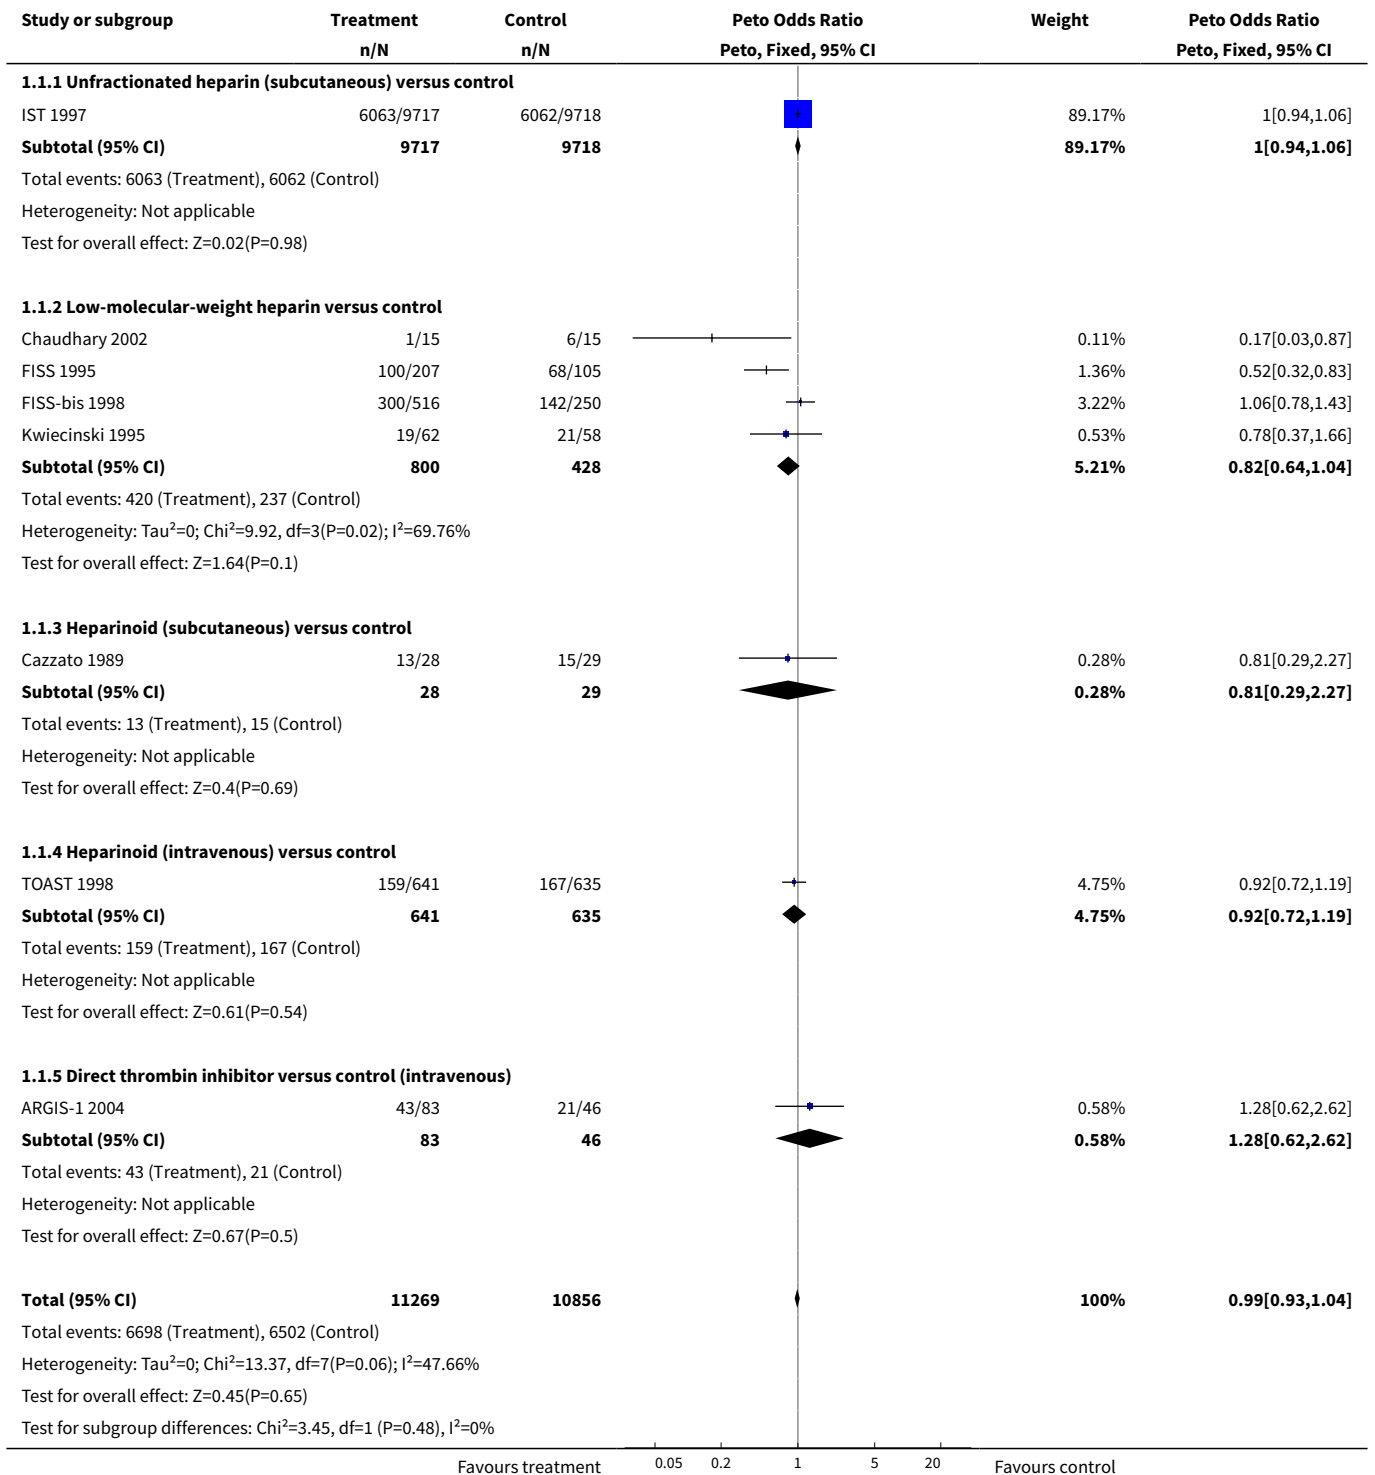 Study or subgroup Treatment Control Peto Odds Ratio Weight Peto Odds Ratio
n/N n/N Peto, Fixed, 95% CI Peto, Fixed, 95% CI
1.1.1 Unfractionated heparin (subcutaneous) versus control
IST 1997 6063/9717 6062/9718 89.17% 1[0.94,1.06]
Subtotal (95% CI) 9717 9718 89.17% 1[0.94,1.06]
Total events: 6063 (Treatment), 6062 (Control)
Heterogeneity: Not applicable
Test for overall effect: Z=0.02(P=0.98)
1.1.2 Low-molecular-weight heparin versus control
Chaudhary 2002 1/15 6/15 0.11% 0.17[0.03,0.87]
FISS 1995 100/207 68/105 1.36% 0.52[0.32,0.83]
FISS-bis 1998 300/516 142/250 3.22% 1.06[0.78,1.43]
Kwiecinski 1995 19/62 21/58 0.53% 0.78[0.37,1.66]
Subtotal (95% CI) 800 428 5.21% 0.82[0.64,1.04]
Total events: 420 (Treatment), 237 (Control)
Heterogeneity: Tau²=0; Chi²=9.92, df=3(P=0.02); I²=69.76%
Test for overall effect: Z=1.64(P=0.1)
1.1.3 Heparinoid (subcutaneous) versus control
Cazzato 1989 13/28 15/29 0.28% 0.81[0.29,2.27]
Subtotal (95% CI) 28 29 0.28% 0.81[0.29,2.27]
Total events: 13 (Treatment), 15 (Control)
Heterogeneity: Not applicable
Test for overall effect: Z=0.4(P=0.69)
1.1.4 Heparinoid (intravenous) versus control
TOAST 1998 159/641 167/635 4.75% 0.92[0.72,1.19]
Subtotal (95% CI) 641 635 4.75% 0.92[0.72,1.19]
Total events: 159 (Treatment), 167 (Control)
Heterogeneity: Not applicable
Test for overall effect: Z=0.61(P=0.54)
1.1.5 Direct thrombin inhibitor versus control (intravenous)
ARGIS-1 2004 43/83 21/46 0.58% 1.28[0.62,2.62]
Subtotal (95% CI) 83 46 0.58% 1.28[0.62,2.62]
Total events: 43 (Treatment), 21 (Control)
Heterogeneity: Not applicable
Test for overall effect: Z=0.67(P=0.5)
Total (95% CI) 11269 10856 100% 0.99[0.93,1.04]
Total events: 6698 (Treatment), 6502 (Control)
Heterogeneity: Tau²=0; Chi²=13.37, df=7(P=0.06); I²=47.66%
Test for overall effect: Z=0.45(P=0.65)
Test for subgroup differences: Chi²=3.45, df=1 (P=0.48), I²=0%
Favours treatment 0.05 0.2 1 5 20 Favours control